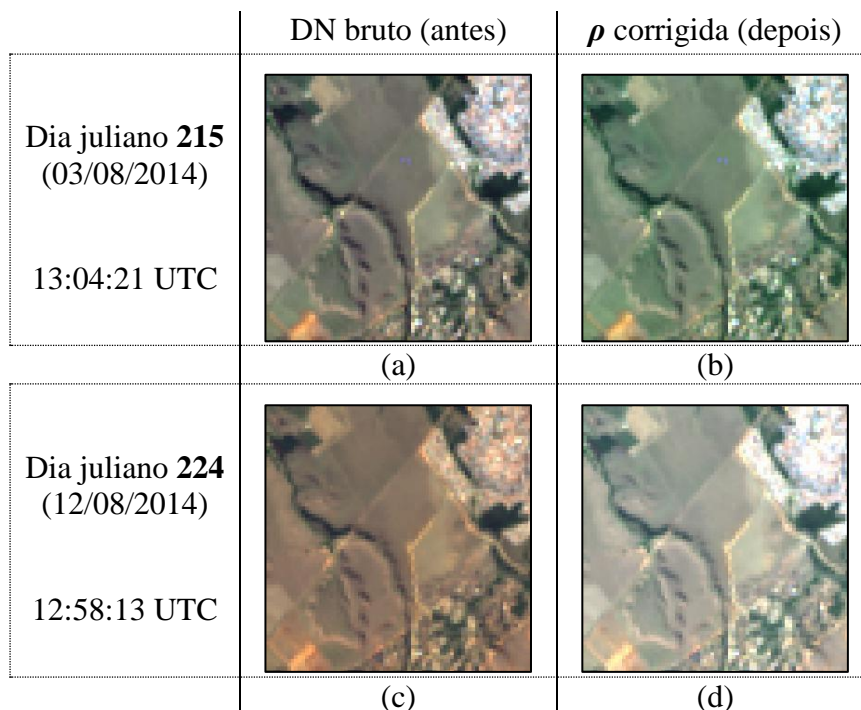 DN bruto (antes)
ρ corrigida (depois)
Dia juliano 215
(03/08/2014)
13:04:21 UTC
(a)
(b)
Dia juliano 224
(12/08/2014)
12:58:13 UTC
(c)
(d)